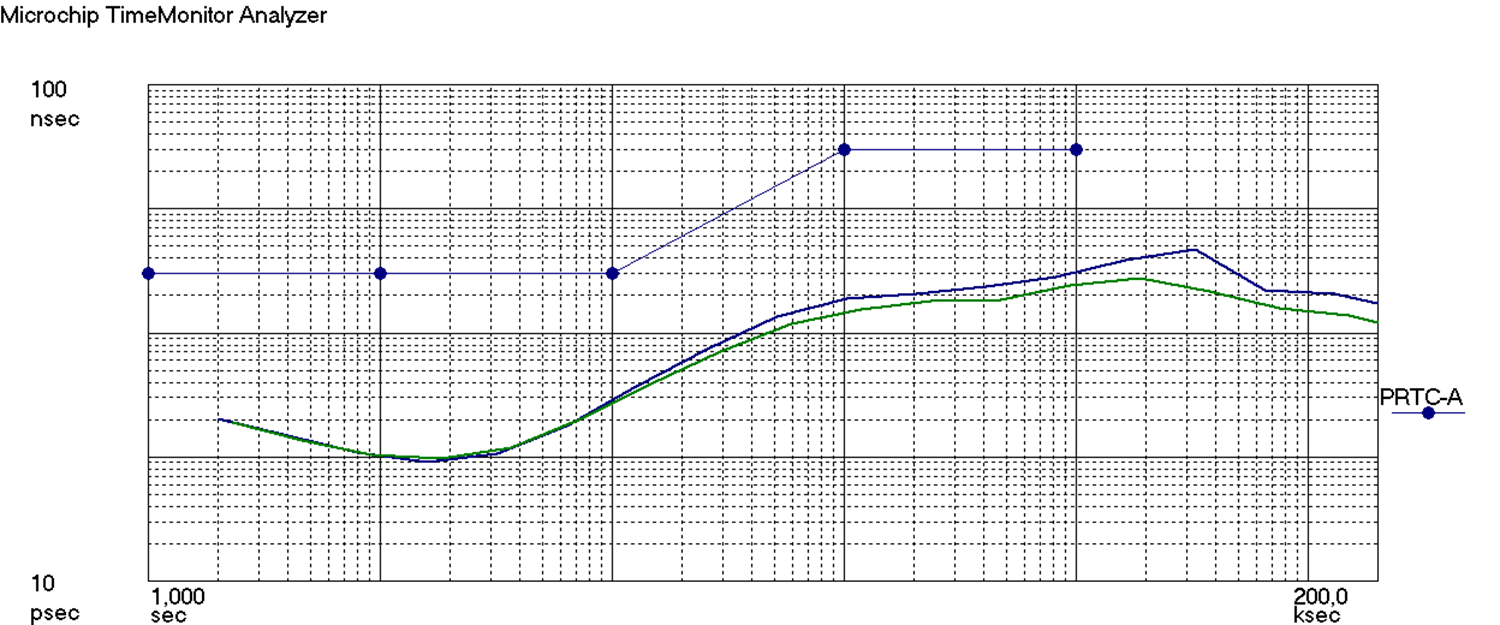 Microchip TimeMonitor Analyzer
100
nsec
PRTC-A
10
psec
1,000
sec
200,0
ksec